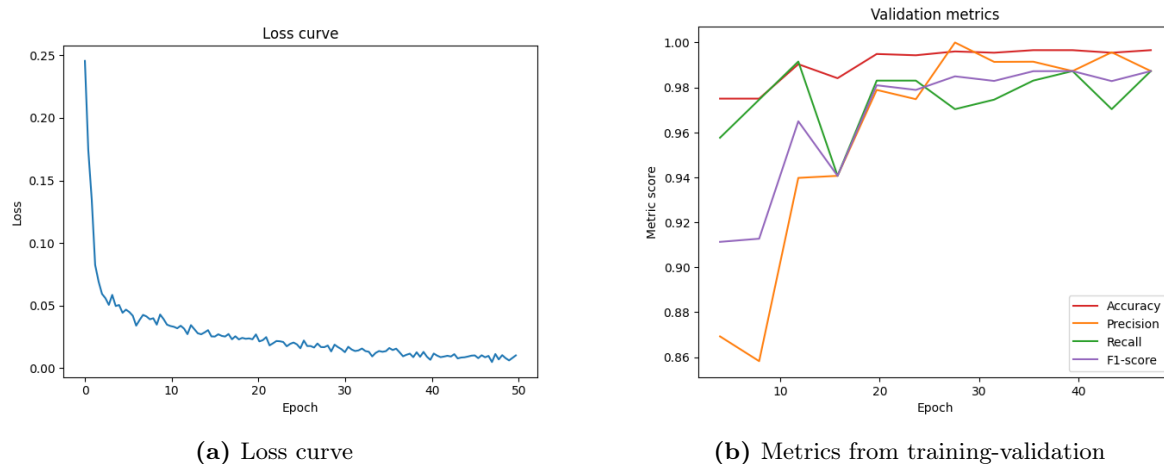 Loss curve
0.25
0.20
0.15
0.10
0.05
0.00
Loss
0 10 20 30 40 50
Epoch
(a) Loss curve
Validation metrics
1.00
0.98
0.96
0.94
0.92
0.90
0.88
0.86
Metric score
Accuracy
Precision
Recall
F1-score
10 20 30 40
Epoch
(b) Metrics from training-validation